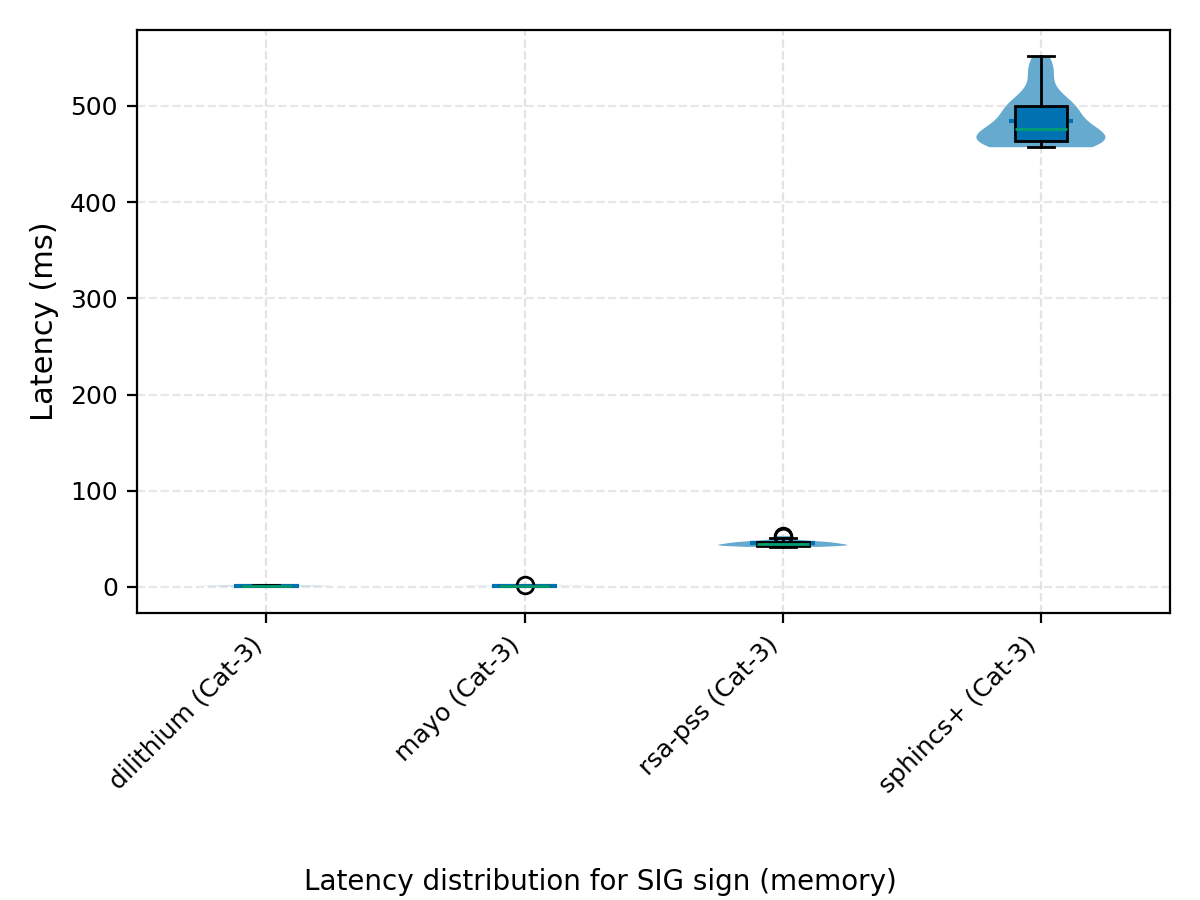 500
400
300
200
100
0
Latency (ms)
dilithium (Cat-3)
mayo (Cat-3)
rsa-pss (Cat-3)
sphincs+ (Cat-3)
Latency distribution for SIG sign (memory)